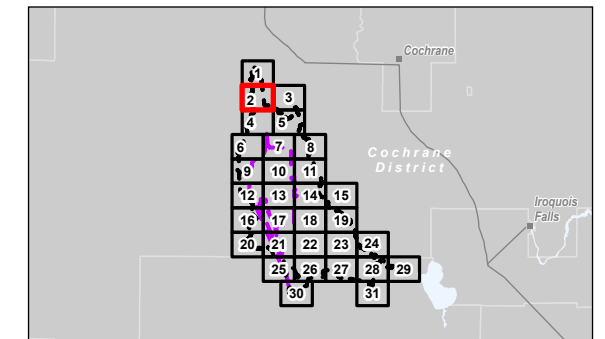 Cochrane
1
2 3
4 5
6 7 8
Cochrane
District
9 10 11
12 13 14 15
Iroquois
Falls
16 17 18 19
20 21 22 23 24
25 26 27 28 29
30 31